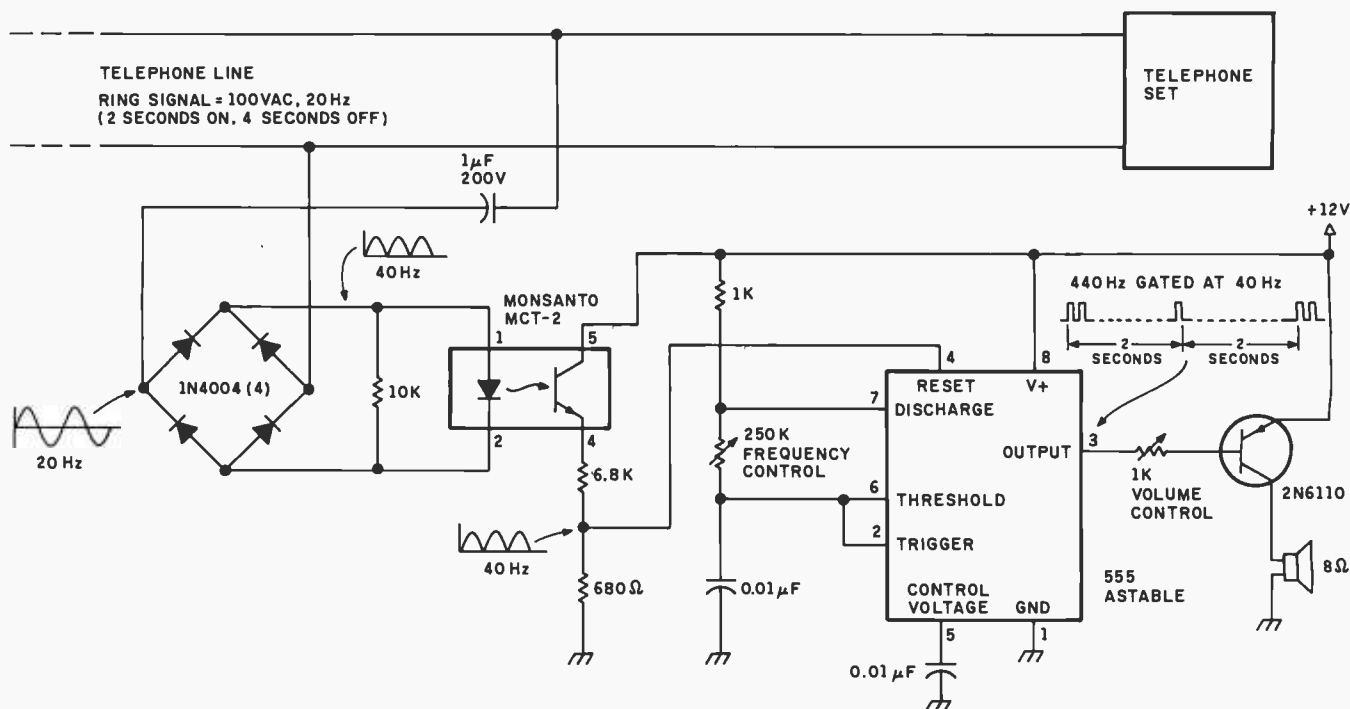 TELEPHONE LINE
RING SIGNAL = 100VAC, 20Hz
(2 SECONDS ON, 4 SECONDS OFF)
TELEPHONE
SET
1µF
200V
+12V
40Hz
440Hz GATED AT 40Hz
MONSANTO
MCT-2
1K
2
SECONDS
2
SECONDS
1
5
4
8
RESET
V+
1N4004 (4)
10K
7
DISCHARGE
20Hz
2
4
250K
FREQUENCY
CONTROL
OUTPUT
3
1K
VOLUME
CONTROL
2N6110
6.8K
6
THRESHOLD
2
TRIGGER
40Hz
680Ω
0.01µF
CONTROL
VOLTAGE
GND
555
ASTABLE
8Ω
5
1
0.01µF